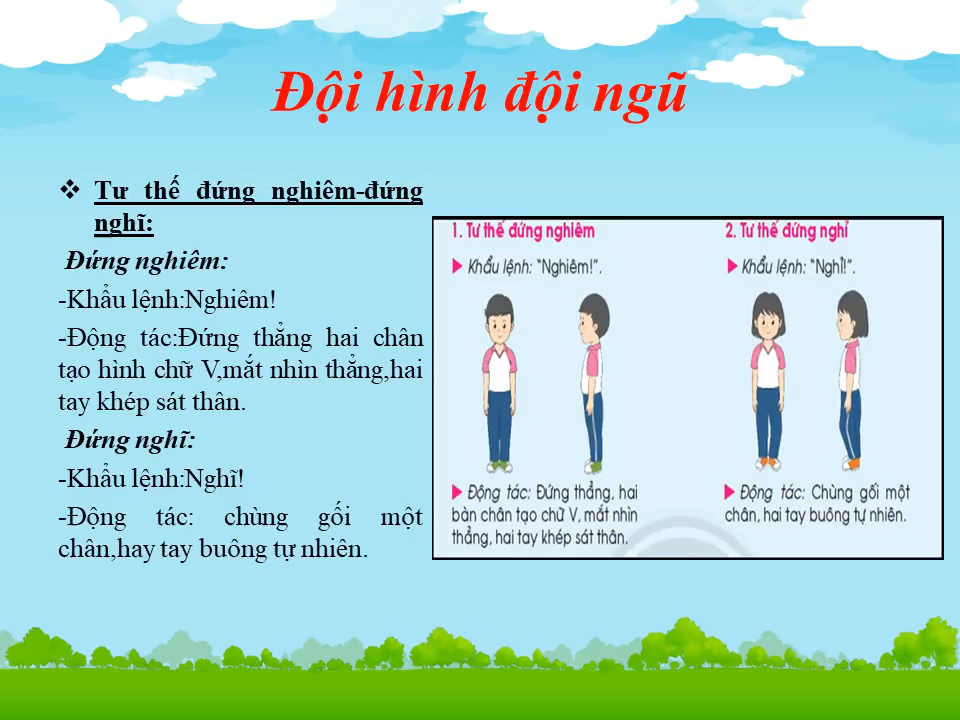 Đội hình đội ngũ
❖ Tư thế đứng nghiêm-đứng
nghĩ:
Đứng nghiêm:
-Khẩu lệnh:Nghiêm!
-Động tác:Đứng thẳng hai chân
tạo hình chữ V,mắt nhìn thẳng,hai
tay khép sát thân.
Đứng nghĩ:
-Khẩu lệnh:Nghĩ!
-Động tác: chùng gối một
chân,hay tay buông tự nhiên.
1. Tư thế đứng nghiêm
▶ Khẩu lệnh: “Nghiêm!”.
▶ Động tác: Đứng thẳng, hai
bàn chân tạo chữ V, mắt nhìn
thẳng, hai tay khép sát thân.
2. Tư thế đứng nghỉ
▶ Khẩu lệnh: “Nghỉ!”.
▶ Động tác: Chùng gối một
chân, hai tay buông tự nhiên.